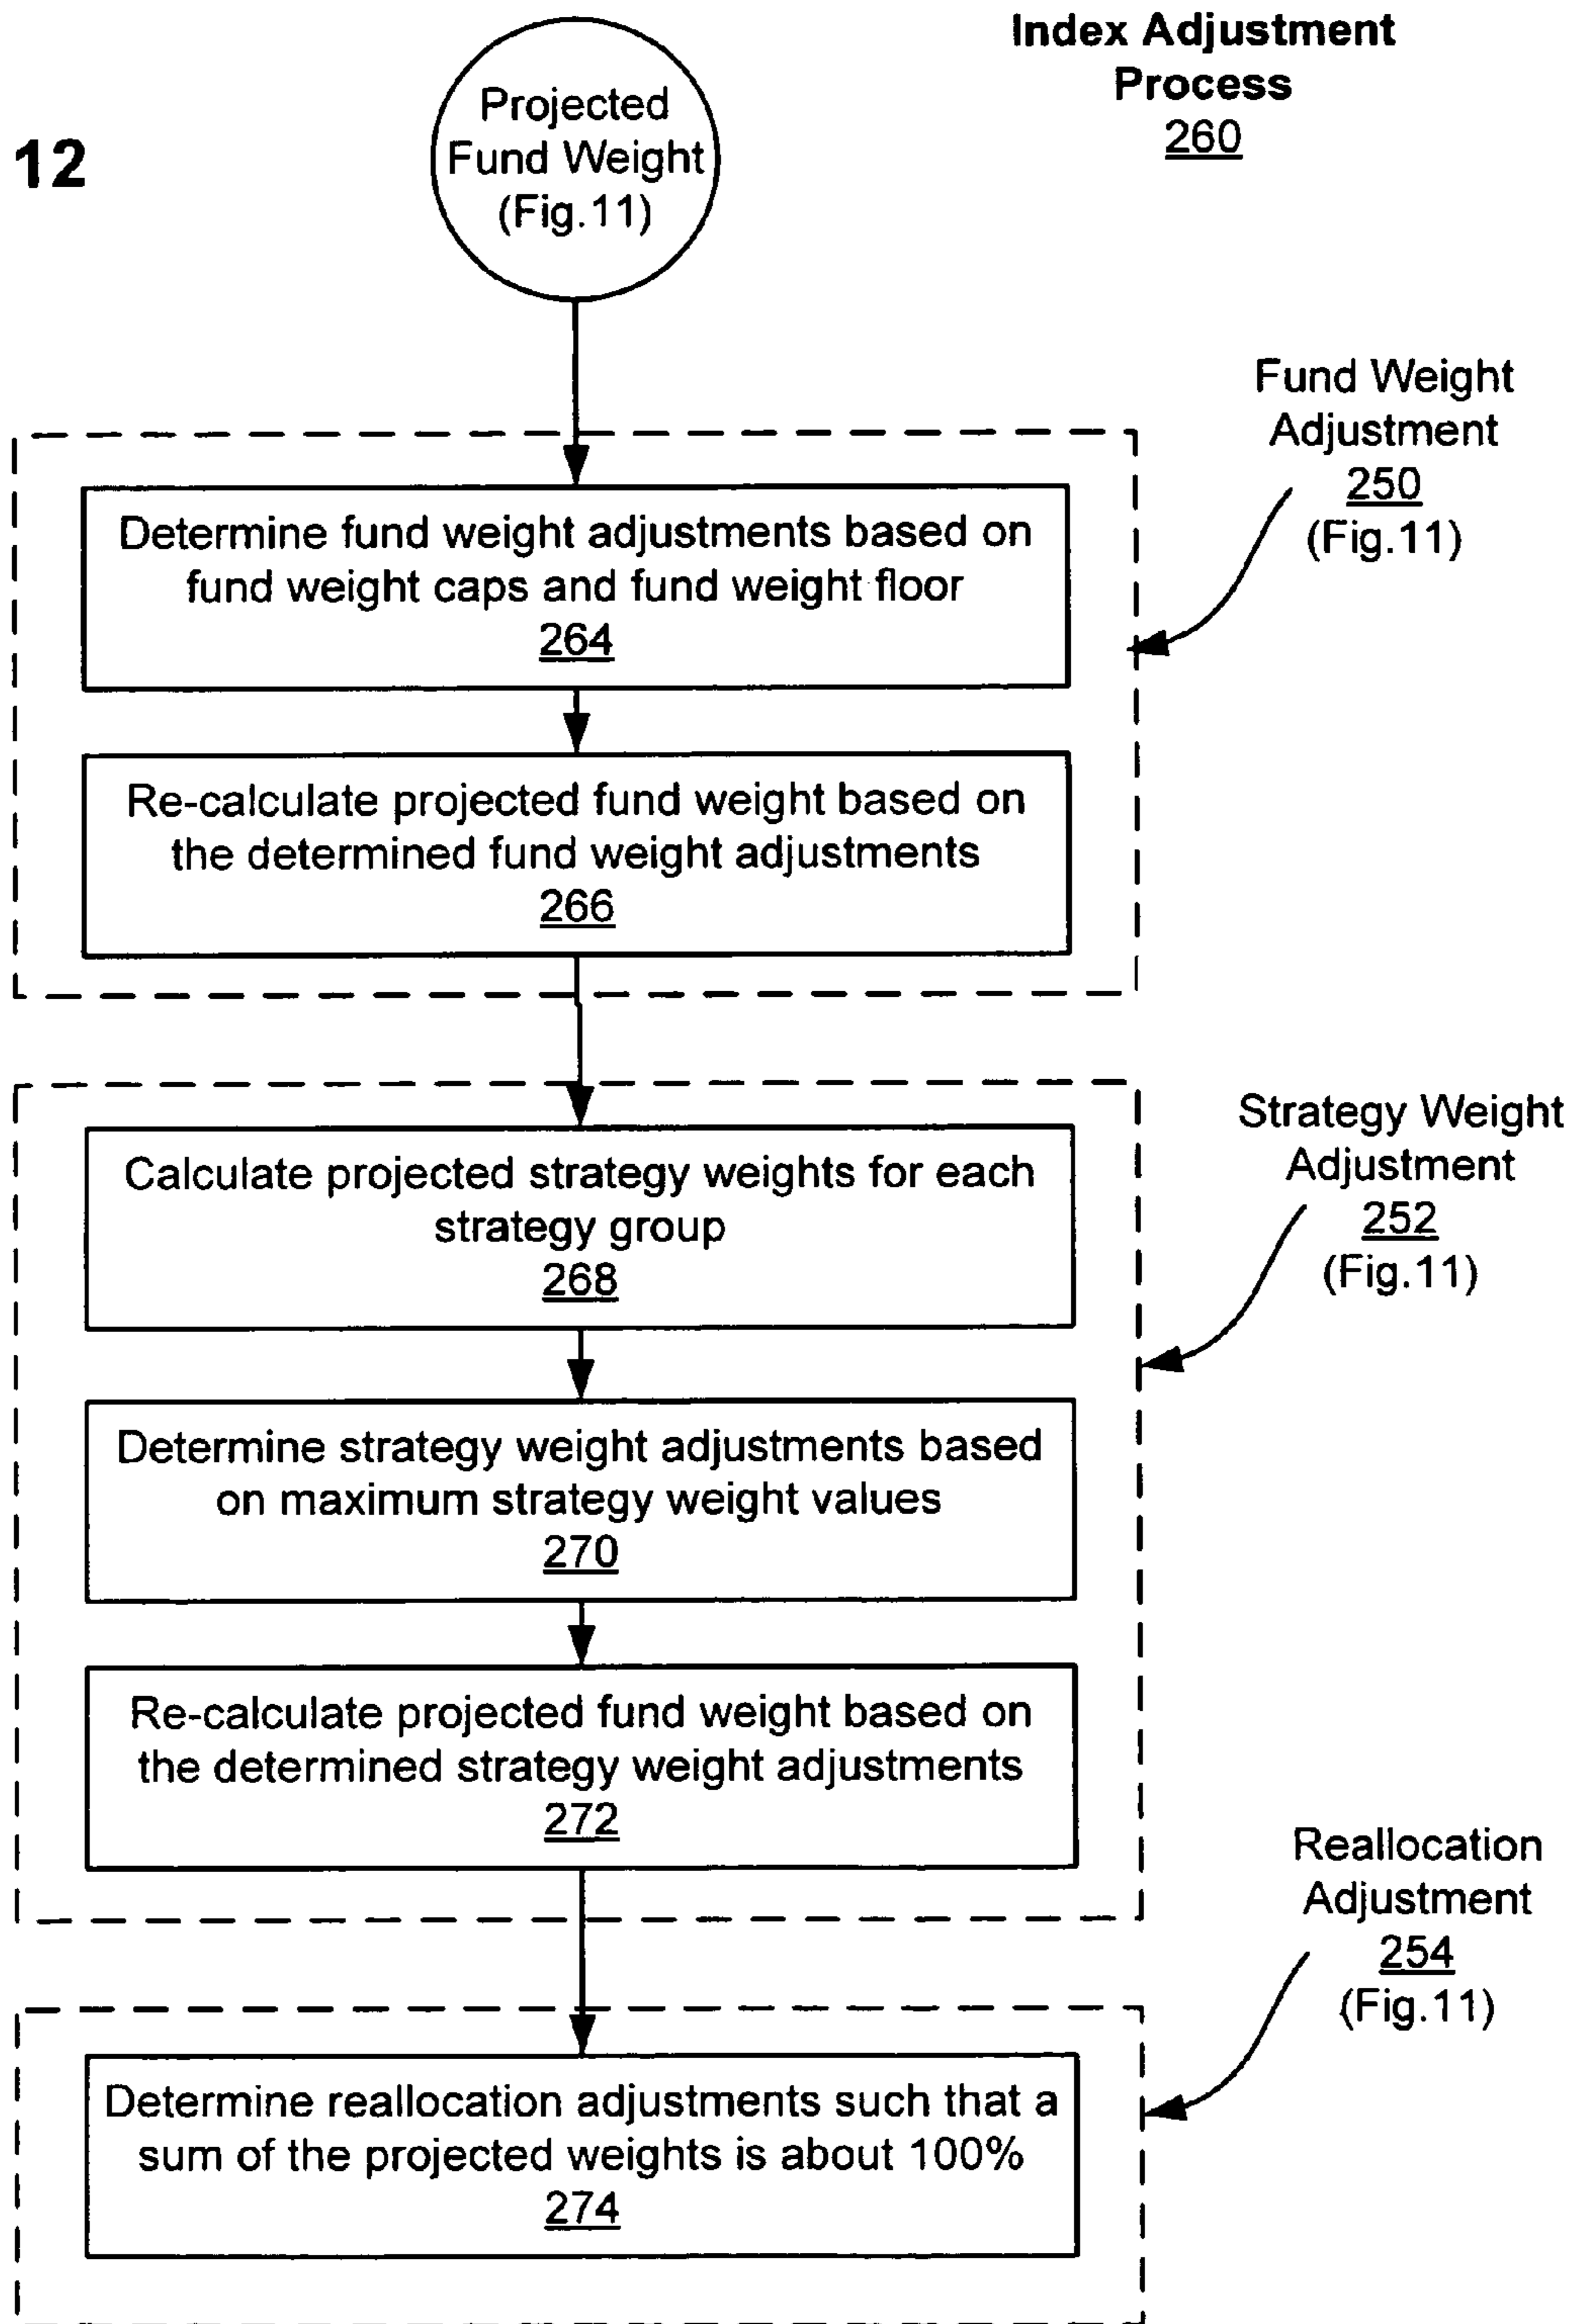 Index Adjustment
Process
260
12
Projected
Fund Weight
(Fig.11)
Fund Weight
Adjustment
250
(Fig.11)
Determine fund weight adjustments based on
fund weight caps and fund weight floor
264
Re-calculate projected fund weight based on
the determined fund weight adjustments
266
Strategy Weight
Adjustment
252
(Fig.11)
Calculate projected strategy weights for each
strategy group
268
Determine strategy weight adjustments based
on maximum strategy weight values
270
Re-calculate projected fund weight based on
the determined strategy weight adjustments
272
Reallocation
Adjustment
254
(Fig.11)
Determine reallocation adjustments such that a
sum of the projected weights is about 100%
274